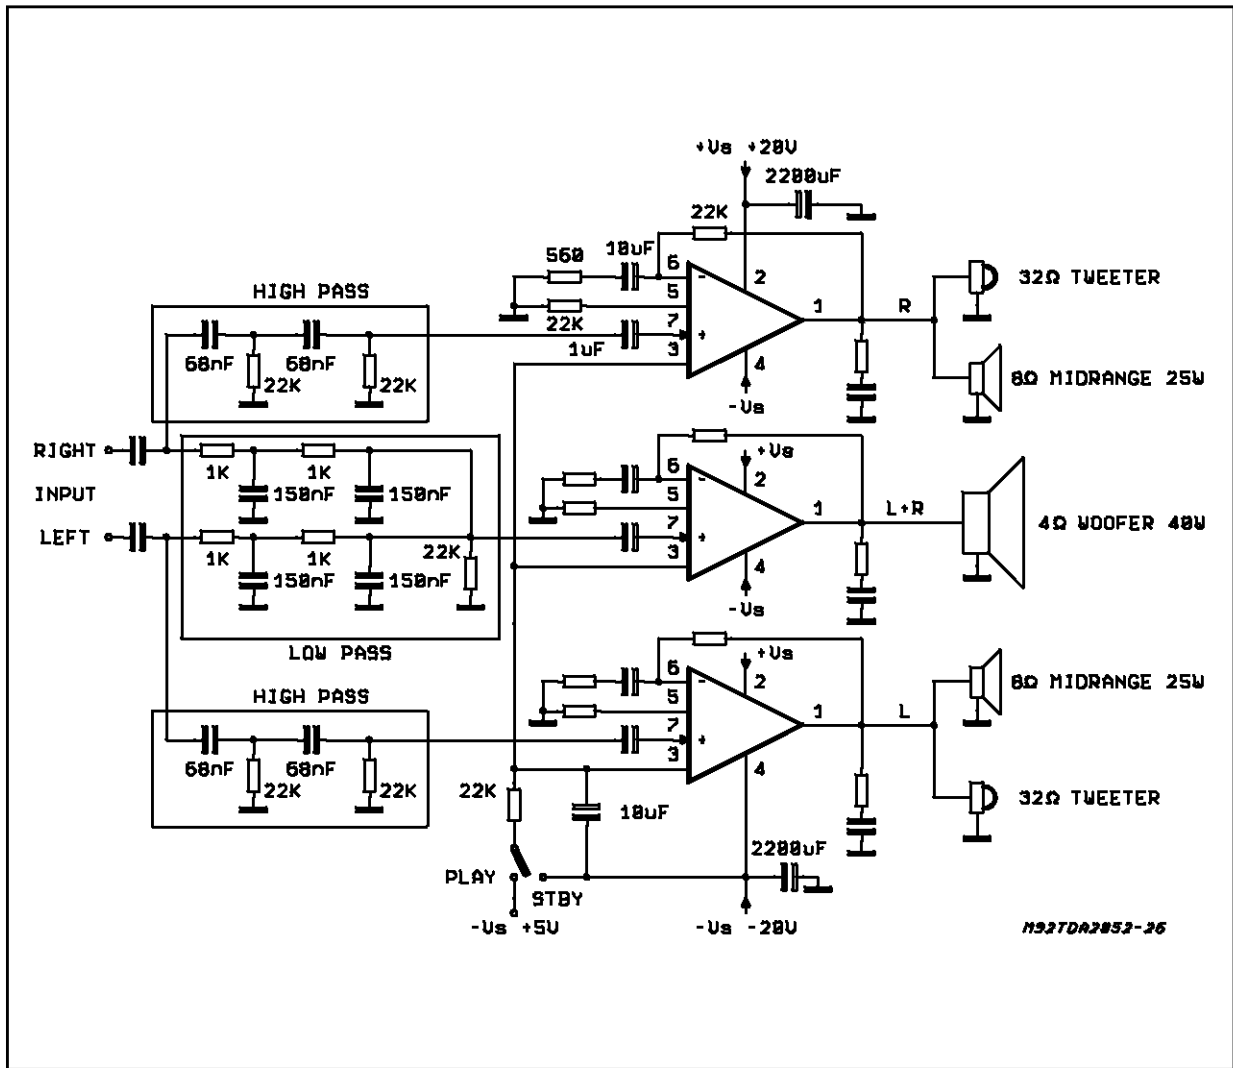 +Vs +20V
2200uF
22K
10uF
560
6
-
2
5
32Ω TWEETER
HIGH PASS
1
R
22K
7
+
1uF
3
68nF
68nF
4
22K
22K
8Ω MIDRANGE 25W
-Vs
RIGHT
+Vs
1K
1K
6
-
2
INPUT
150nF
150nF
5
1
L+R
7
+
4Ω WOOFER 40W
LEFT
3
22K
1K
1K
4
150nF
150nF
-Vs
LOW PASS
+Vs
6
-
2
8Ω MIDRANGE 25W
5
HIGH PASS
1
L
7
+
3
68nF
68nF
4
22K
22K
22K
32Ω TWEETER
10uF
2200uF
PLAY
STBY
-Vs +5V
-Vs -20V
M92TDA2052-26